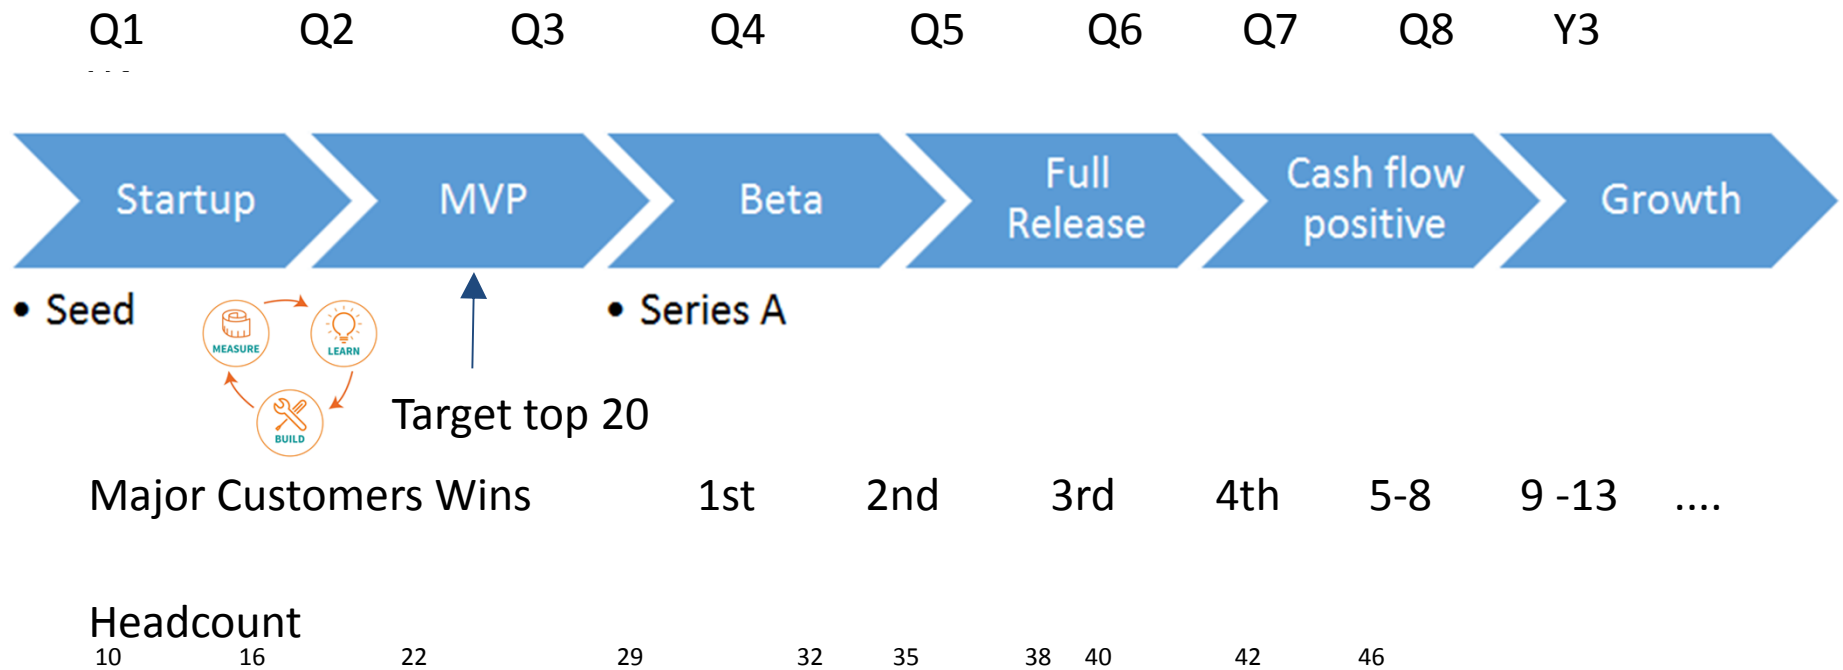 Q1 Q2 Q3 Q4 Q5 Q6 Q7 Q8 Y3
Startup MVP Beta Full Release Cash flow positive Growth
• Seed • Series A
MEASURE LEARN
BUILD
Target top 20
Major Customers Wins 1st 2nd 3rd 4th 5-8 9 -13 ....
Headcount
10 16 22 29 32 35 38 40 42 46